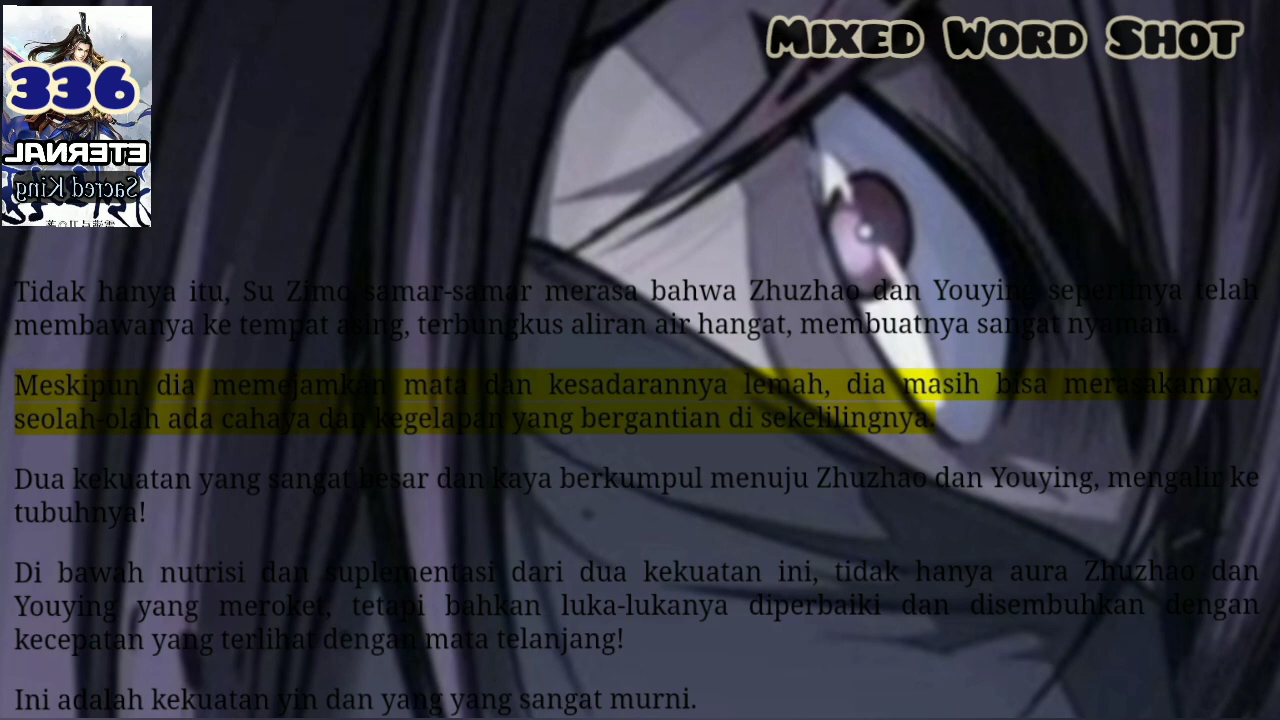 Mixed Word Shot
336
ETERNAL
Sacred King
Tidak hanya itu, Su Zimo samar-samar merasa bahwa Zhuzhao dan Youying sepertinya telah
membawanya ke tempat asing, terbungkus aliran air hangat, membuatnya sangat nyaman.
Meskipun dia memejamkan mata dan kesadarannya lemah, dia masih bisa merasakannya,
seolah-olah ada cahaya dan kegelapan yang bergantian di sekelilingnya.
Dua kekuatan yang sangat besar dan kaya berkumpul menuju Zhuzhao dan Youying, mengalir ke
tubuhnya!
Di bawah nutrisi dan suplementasi dari dua kekuatan ini, tidak hanya aura Zhuzhao dan
Youying yang meroket, tetapi bahkan luka-lukanya diperbaiki dan disembuhkan dengan
kecepatan yang terlihat dengan mata telanjang!
Ini adalah kekuatan yin dan yang yang sangat murni.